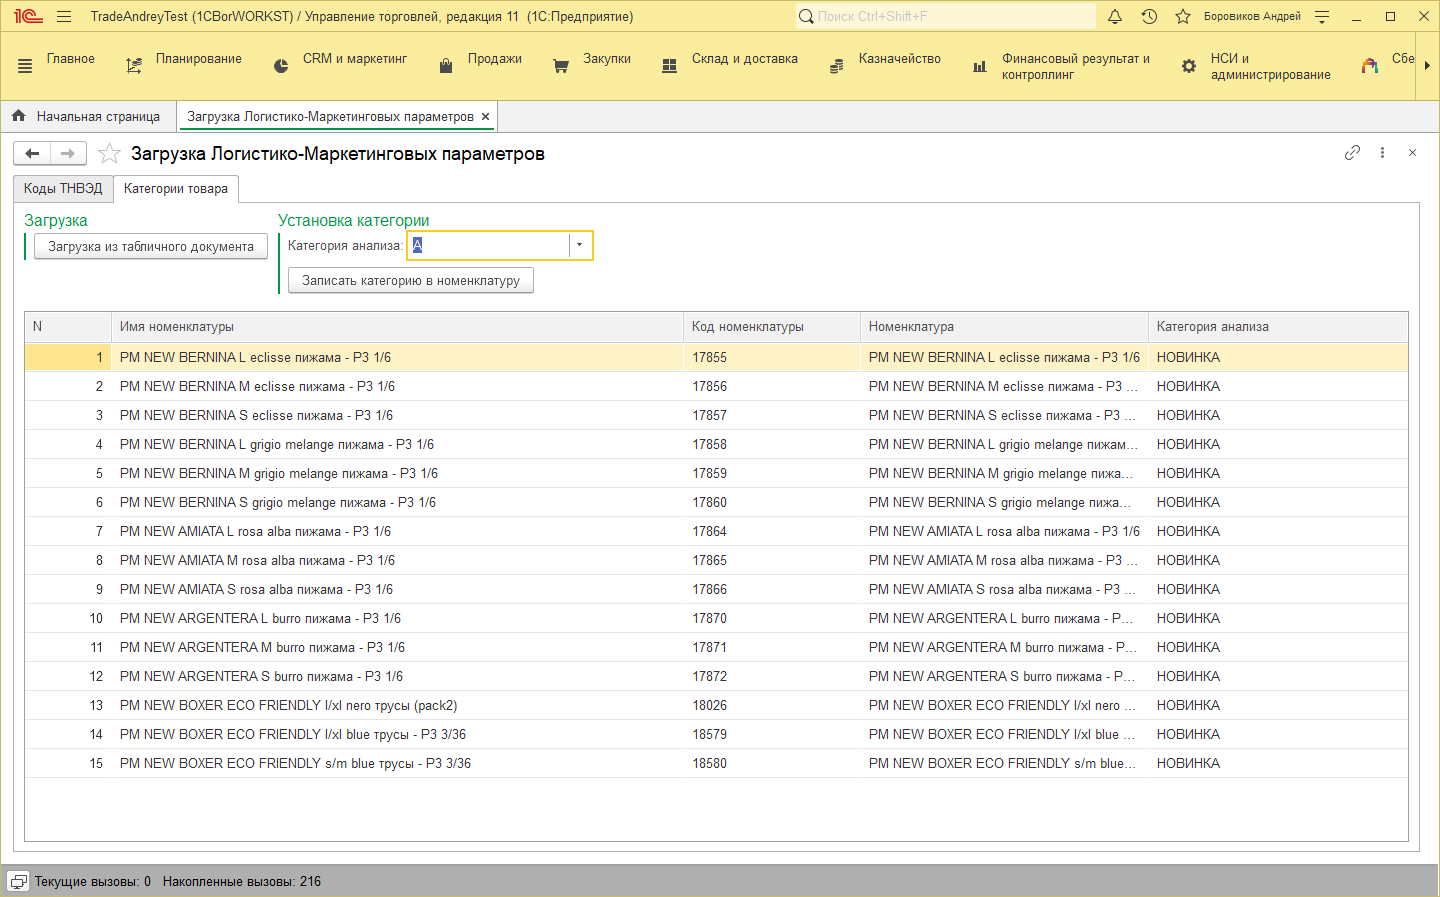 1С TradeAndreyTest (1CBorWORKST) / Управление торговлей, редакция 11 (1С:Предприятие) Поиск Ctrl+Shift+F Боровиков Андрей
Главное Планирование CRM и маркетинг Продажи Закупки Склад и доставка Казначейство Финансовый результат и контроллинг НСИ и администрирование Сбе
Начальная страница Загрузка Логистико-Маркетинговых параметров
Загрузка Логистико-Маркетинговых параметров
Коды ТНВЭД Категории товара
Загрузка Установка категории
Загрузка из табличного документа Категория анализа: А
Записать категорию в номенклатуру
N Имя номенклатуры Код номенклатуры Номенклатура Категория анализа
1 PM NEW BERNINA L eclisse пижама - P3 1/6 17855 PM NEW BERNINA L eclisse пижама - P3 1/6 НОВИНКА
2 PM NEW BERNINA M eclisse пижама - P3 1/6 17856 PM NEW BERNINA M eclisse пижама - P3 ... НОВИНКА
3 PM NEW BERNINA S eclisse пижама - P3 1/6 17857 PM NEW BERNINA S eclisse пижама - P3 ... НОВИНКА
4 PM NEW BERNINA L grigio melange пижама - P3 1/6 17858 PM NEW BERNINA L grigio melange пижам... НОВИНКА
5 PM NEW BERNINA M grigio melange пижама - P3 1/6 17859 PM NEW BERNINA M grigio melange пижа... НОВИНКА
6 PM NEW BERNINA S grigio melange пижама - P3 1/6 17860 PM NEW BERNINA S grigio melange пижа... НОВИНКА
7 PM NEW AMIATA L rosa alba пижама - P3 1/6 17864 PM NEW AMIATA L rosa alba пижама - P3 1/6 НОВИНКА
8 PM NEW AMIATA M rosa alba пижама - P3 1/6 17865 PM NEW AMIATA M rosa alba пижама - P3 ... НОВИНКА
9 PM NEW AMIATA S rosa alba пижама - P3 1/6 17866 PM NEW AMIATA S rosa alba пижама - P3 ... НОВИНКА
10 PM NEW ARGENTERA L burro пижама - P3 1/6 17870 PM NEW ARGENTERA L burro пижама - P... НОВИНКА
11 PM NEW ARGENTERA M burro пижама - P3 1/6 17871 PM NEW ARGENTERA M burro пижама - P... НОВИНКА
12 PM NEW ARGENTERA S burro пижама - P3 1/6 17872 PM NEW ARGENTERA S burro пижама - P... НОВИНКА
13 PM NEW BOXER ECO FRIENDLY l/xl nero трусы (pack2) 18026 PM NEW BOXER ECO FRIENDLY l/xl nero ... НОВИНКА
14 PM NEW BOXER ECO FRIENDLY l/xl blue трусы - P3 3/36 18579 PM NEW BOXER ECO FRIENDLY l/xl blue ... НОВИНКА
15 PM NEW BOXER ECO FRIENDLY s/m blue трусы - P3 3/36 18580 PM NEW BOXER ECO FRIENDLY s/m blue... НОВИНКА
Текущие вызовы: 0 Накопленные вызовы: 216